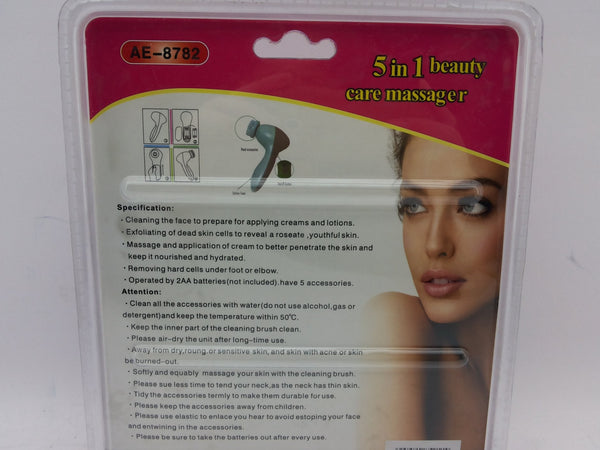 AE-8782
5 in 1 beauty
care massager
Specification:
· Cleaning the face to prepare for applying creams and lotions.
· Exfoliating of dead skin cells to reveal a roseate ,youthful skin.
· Massage and application of cream to better penetrate the skin and
keep it nourished and hydrated.
· Removing hard cells under foot or elbow.
· Operated by 2AA batteries(not included).have 5 accessories.
Attention:
· Clean all the accessories with water(do not use alcohol,gas or
detergent)and keep the temperature within 50℃.
· Keep the inner part of the cleaning brush clean.
· Please air-dry the unit after long-time use.
· Away from dry,roung,or sensitive skin, and skin with acne or skin
be burned-out.
· Softly and equably massage your skin with the cleaning brush.
· Please sue less time to tend your neck,as the neck has thin skin.
· Tidy the accessories termly to make them durable for use.
· Please keep the accessories away from children.
· Please use elastic to enlace you hear to avoid estoping your face
and entwining in the accessories.
· Please be sure to take the batteries out after every use.